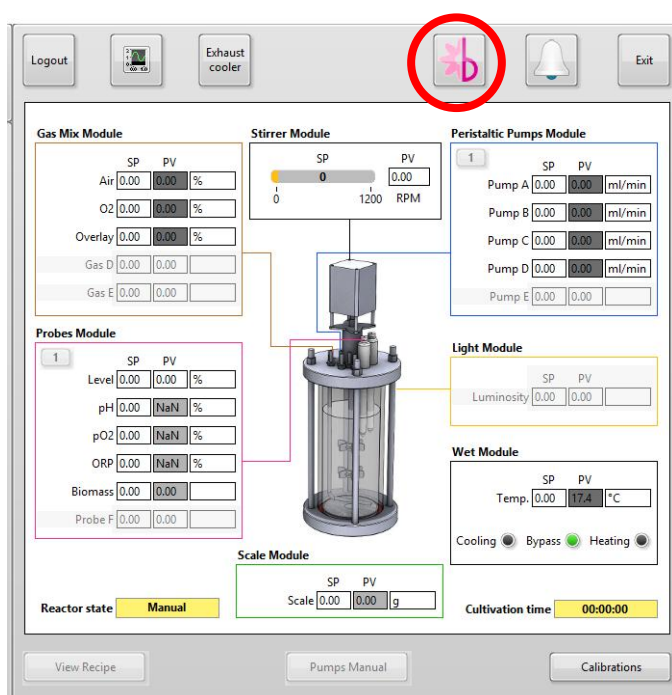 Logout
Exhaust
cooler
b
Exit
Gas Mix Module
SP PV
Air 0.00 0.00 %
O2 0.00 0.00 %
Overlay 0.00 0.00 %
Gas D 0.00 0.00
Gas E 0.00 0.00
Stirrer Module
SP PV
0 0.00
0 1200 RPM
Peristaltic Pumps Module
1 SP PV
Pump A 0.00 0.00 ml/min
Pump B 0.00 0.00 ml/min
Pump C 0.00 0.00 ml/min
Pump D 0.00 0.00 ml/min
Pump E 0.00 0.00
Probes Module
1 SP PV
Level 0.00 0.00 %
pH 0.00 NaN %
pO2 0.00 NaN %
ORP 0.00 NaN %
Biomass 0.00 0.00
Probe F 0.00 0.00
Light Module
SP PV
Luminosity 0.00 0.00
Wet Module
SP PV
Temp. 0.00 17.4 °C
Cooling Bypass Heating
Scale Module
SP PV
Scale 0.00 0.00 g
Reactor state Manual
Cultivation time 00:00:00
View Recipe
Pumps Manual
Calibrations